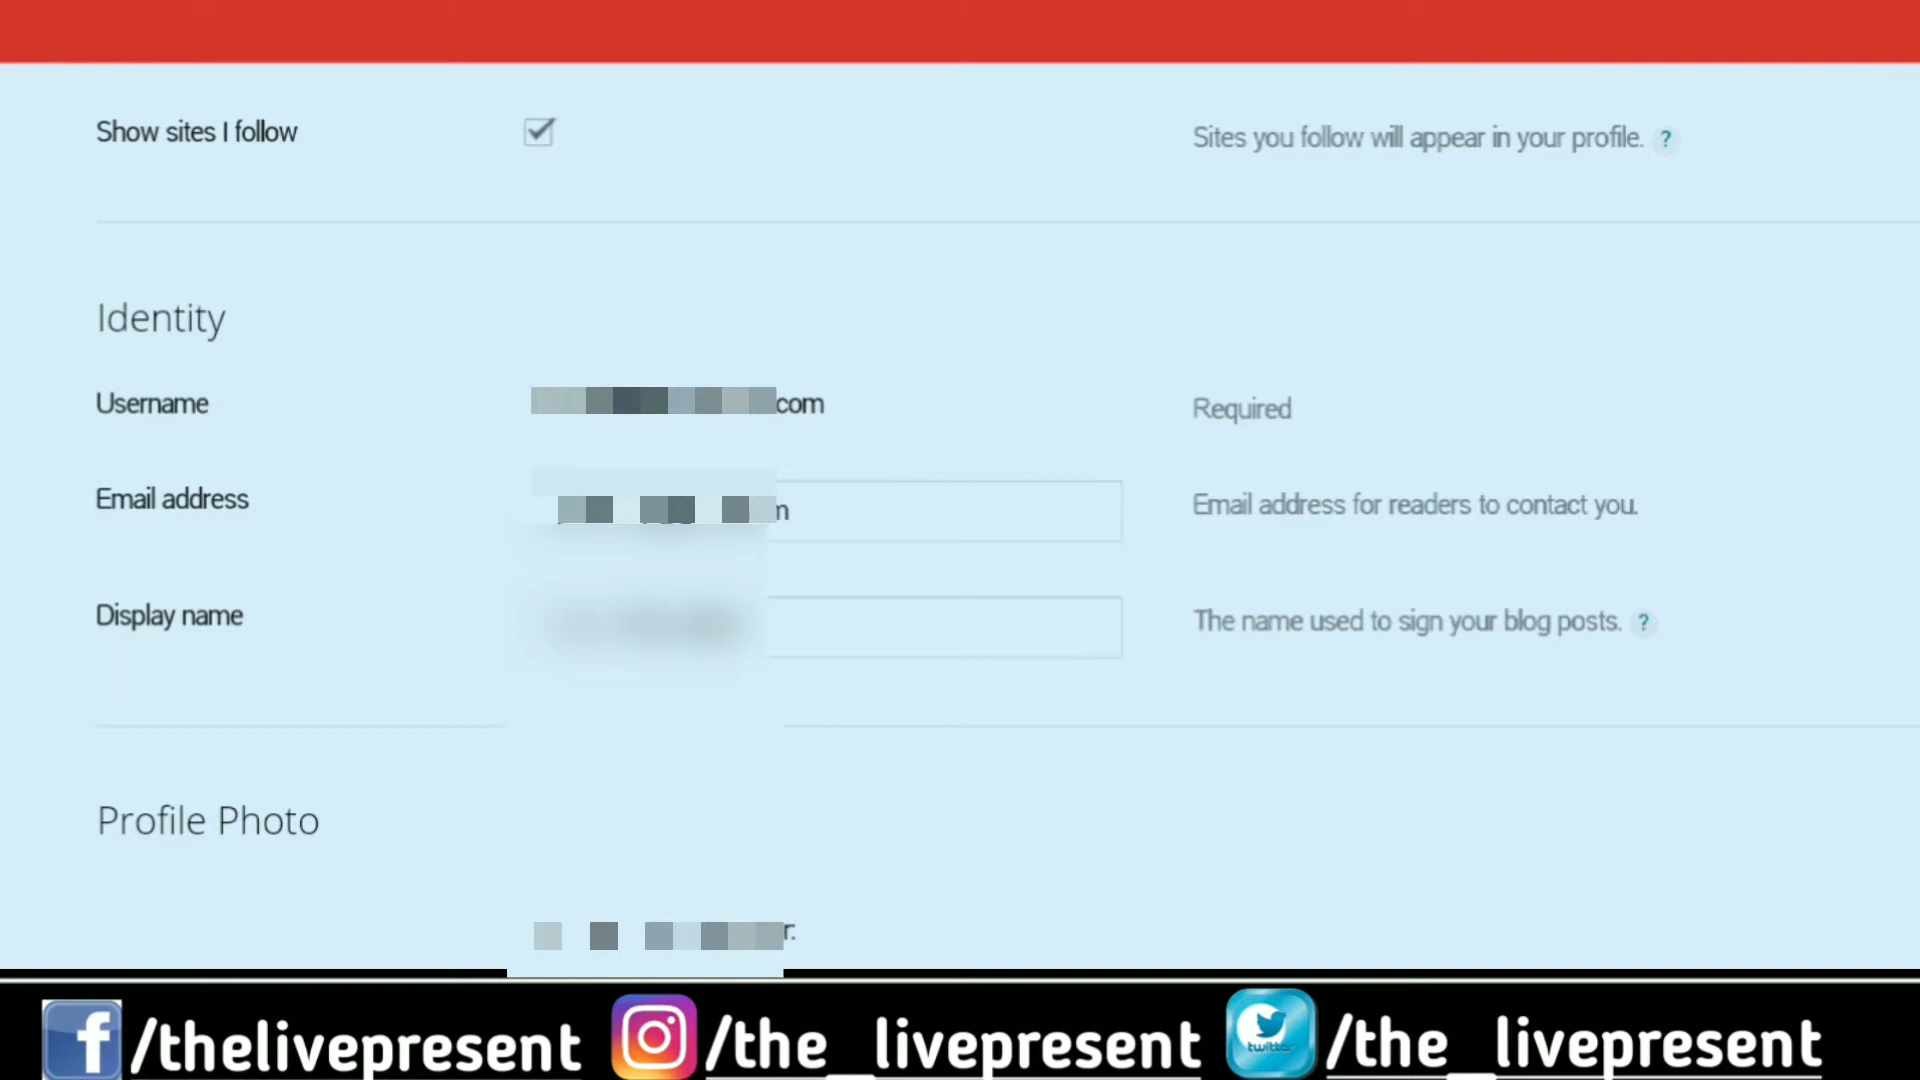 Show sites I follow
Sites you follow will appear in your profile. ?
Identity
Username com Required
Email address Email address for readers to contact you.
Display name The name used to sign your blog posts. ?
Profile Photo
/thelivepresent /the_livepresent twitter /the_livepresent